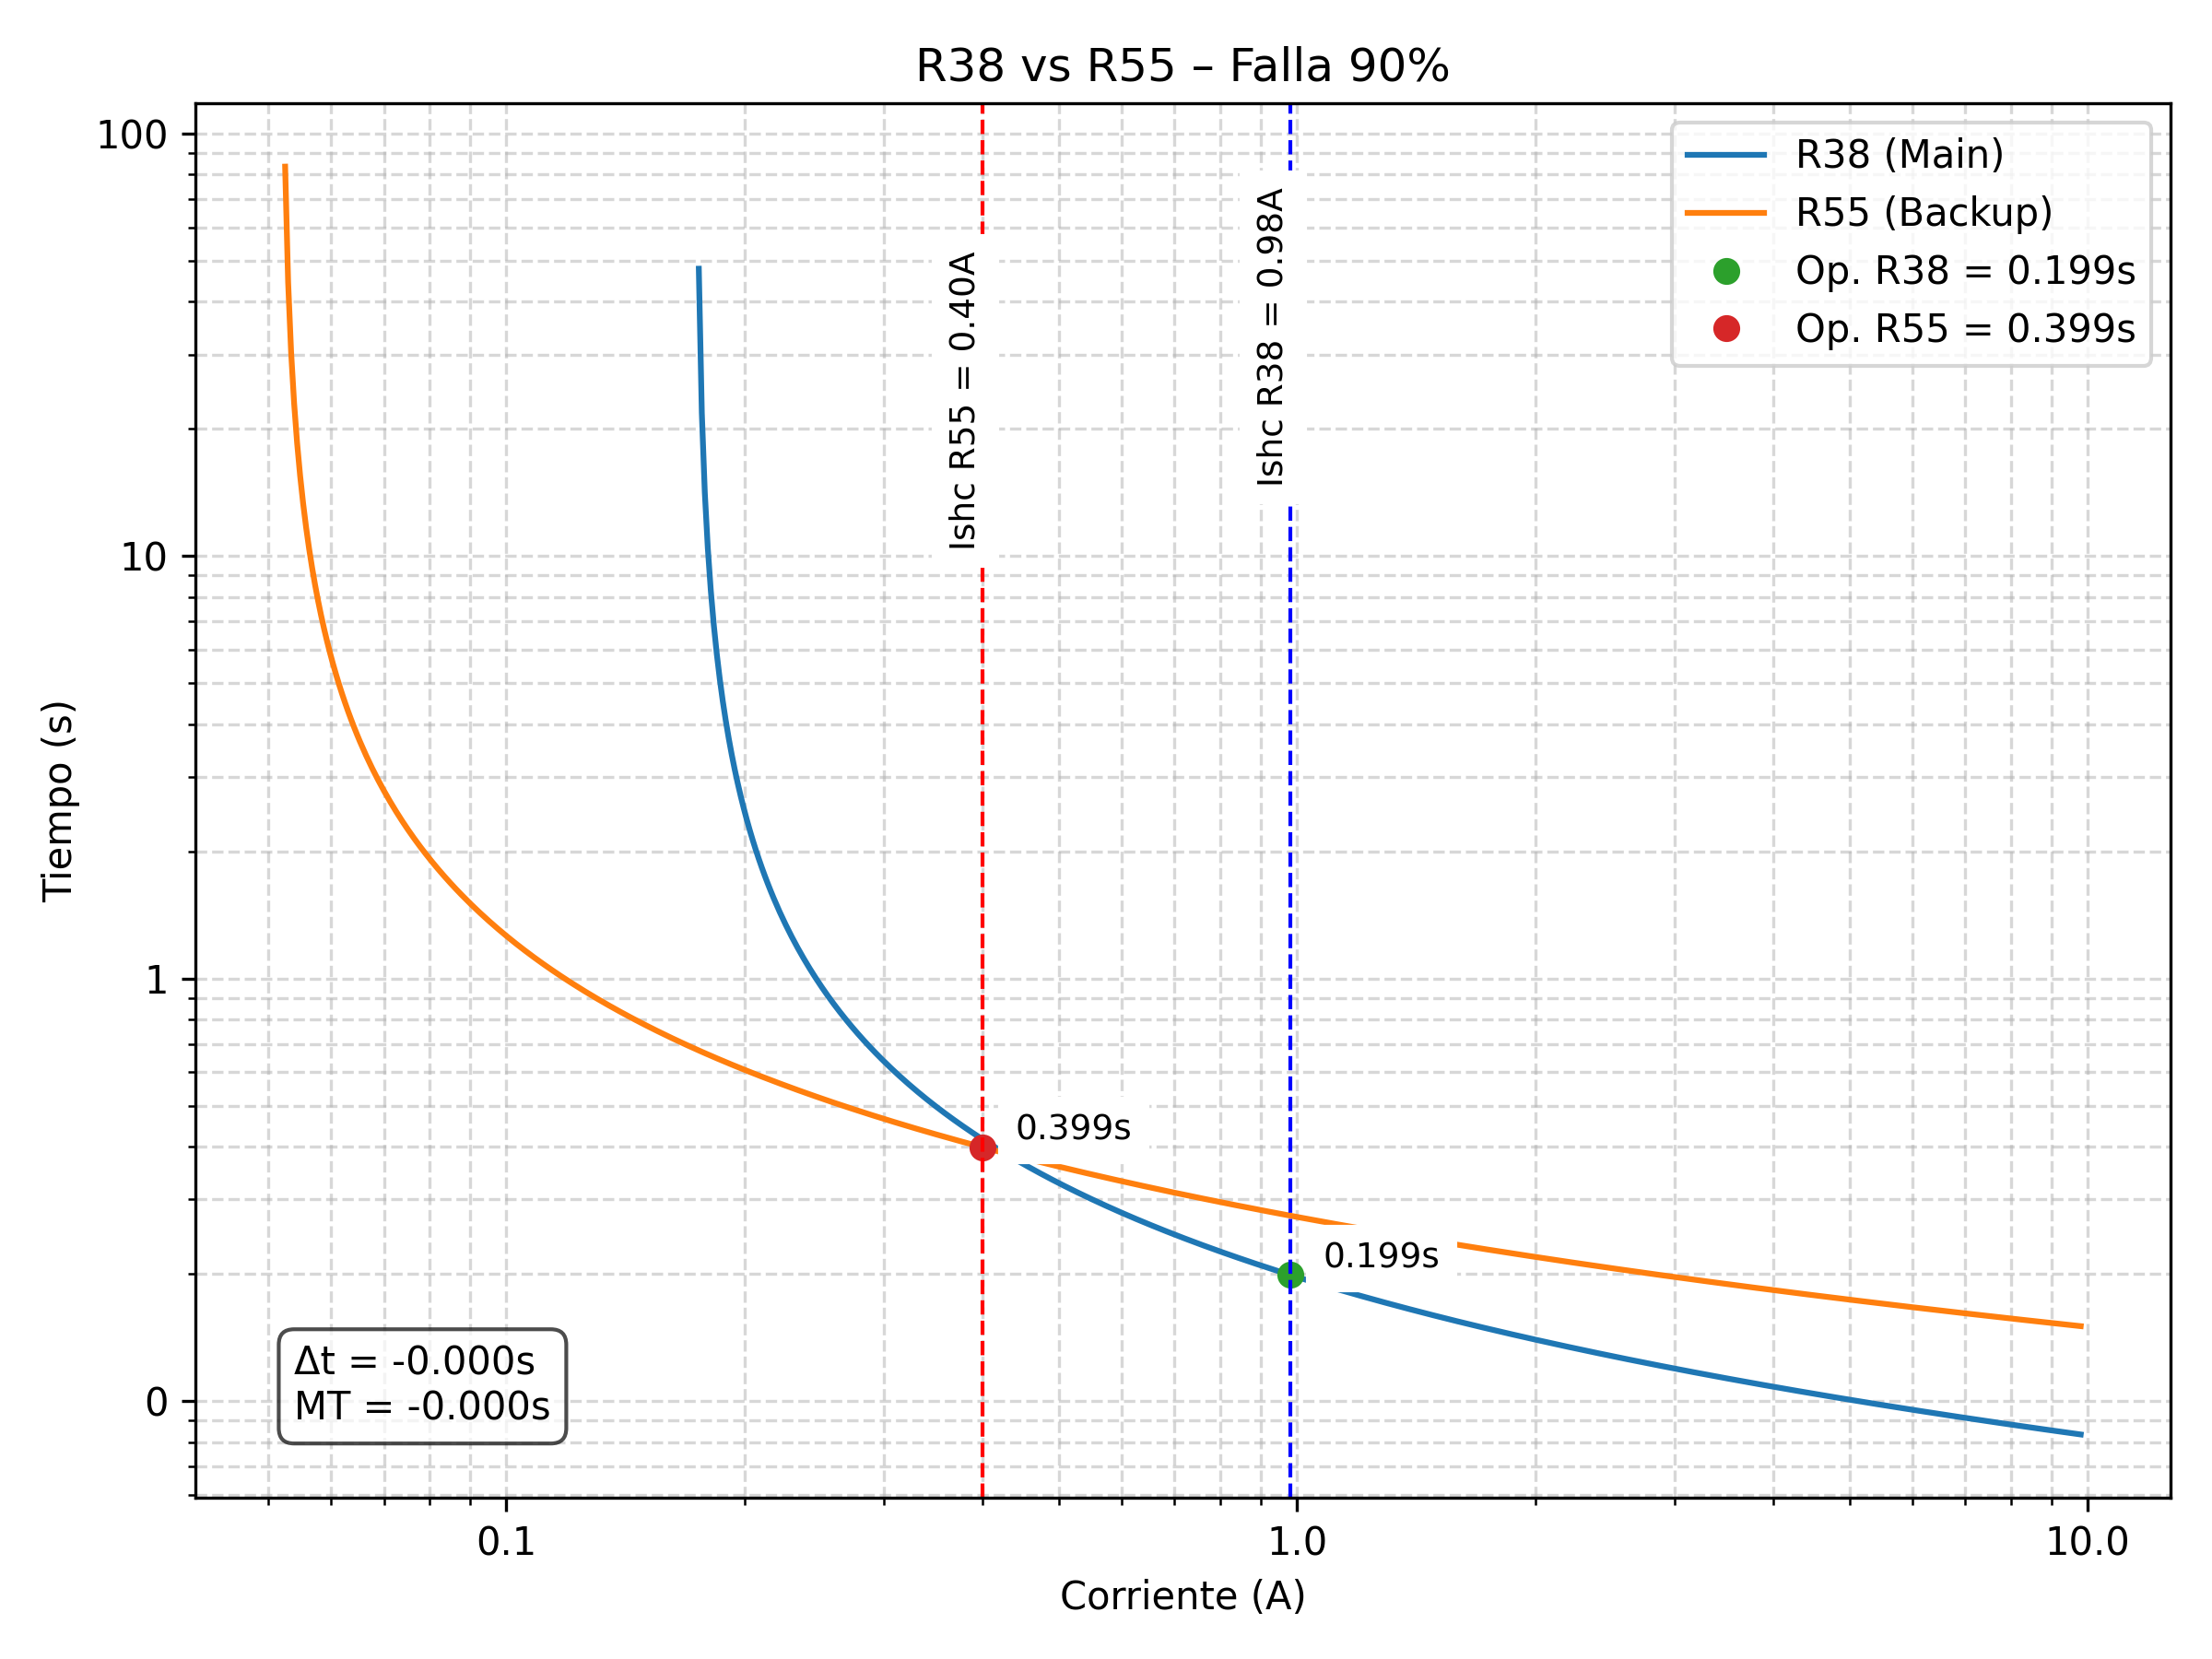 R38 vs R55 – Falla 90%
R38 (Main)
R55 (Backup)
Op. R38 = 0.199s
Op. R55 = 0.399s
Ishc R55 = 0.40A
Ishc R38 = 0.98A
100
10
1
0
Tiempo (s)
0.399s
0.199s
Δt = -0.000s
MT = -0.000s
0.1
1.0
10.0
Corriente (A)